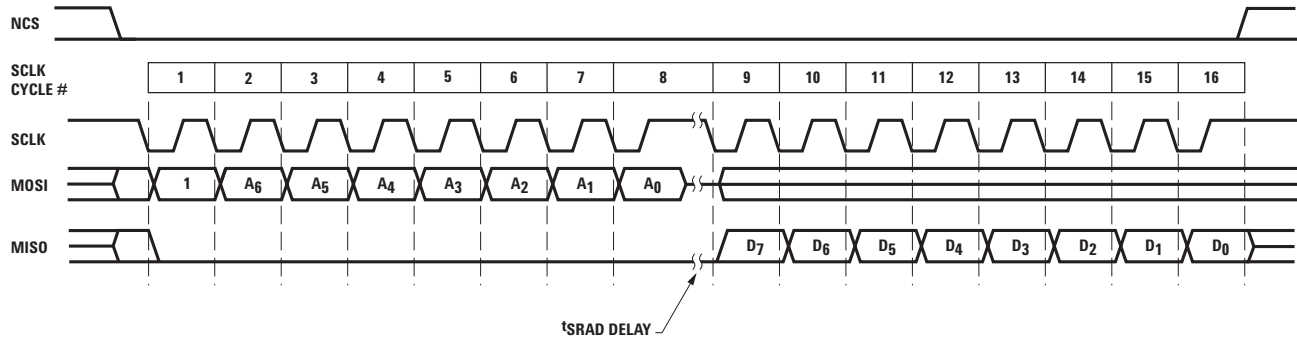 NCS
SCLK
CYCLE #
1 2 3 4 5 6 7 8 9 10 11 12 13 14 15 16
SCLK
MOSI 1 A6 A5 A4 A3 A2 A1 A0
MISO D7 D6 D5 D4 D3 D2 D1 D0
tSRAD DELAY